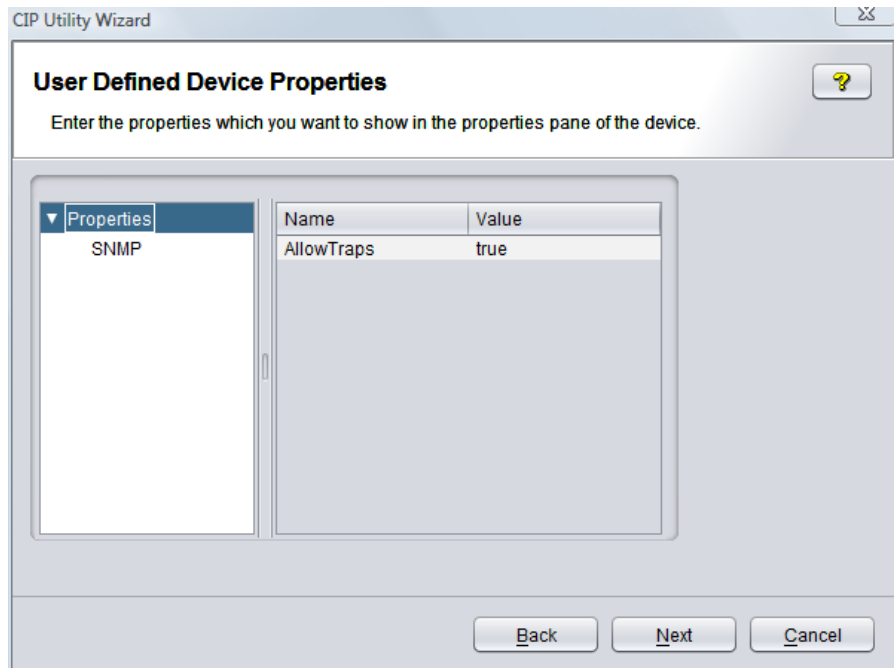 CIP Utility Wizard
User Defined Device Properties
Enter the properties which you want to show in the properties pane of the device.
Properties
SNMP
Name Value
AllowTraps true
Back Next Cancel